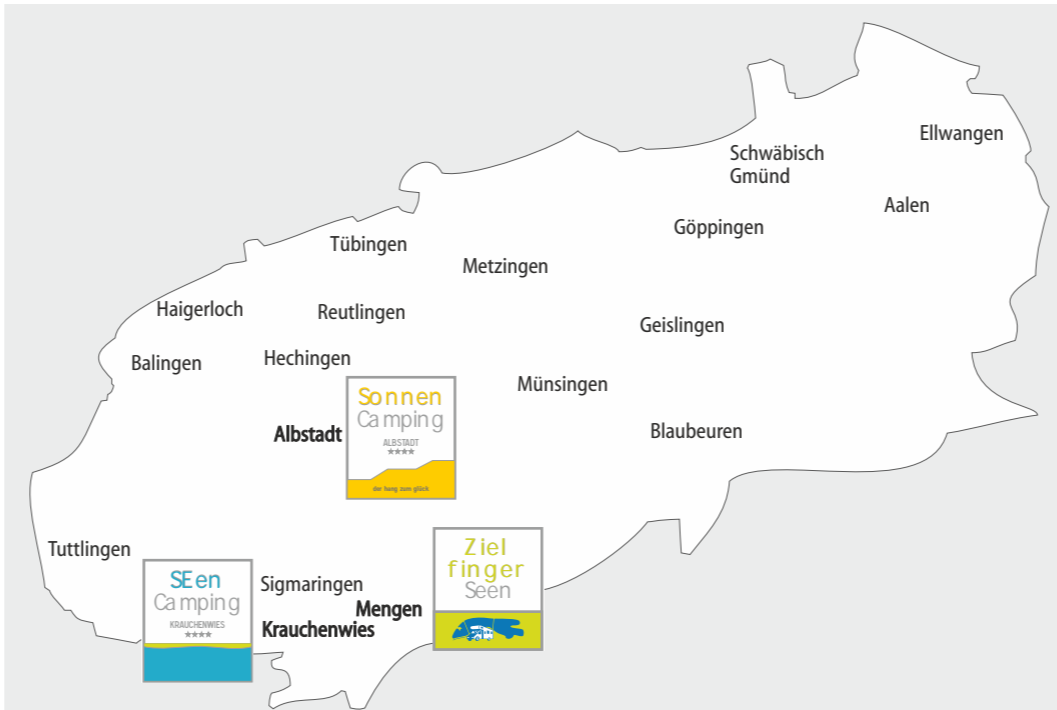 Ellwangen
Schwäbisch
Gmünd
Aalen
Göppingen
Tübingen
Metzingen
Haigerloch
Reutlingen
Geislingen
Balingen
Hechingen
Münsingen
Albstadt
Sonnen
Camping
ALBSTADT
★★★★
der hang zum glück
Blaubeuren
Tuttlingen
SEen
Camping
KRAUCHENWIES
★★★★
Sigmaringen
Mengen
Krauchenwies
Ziel
finger
Seen